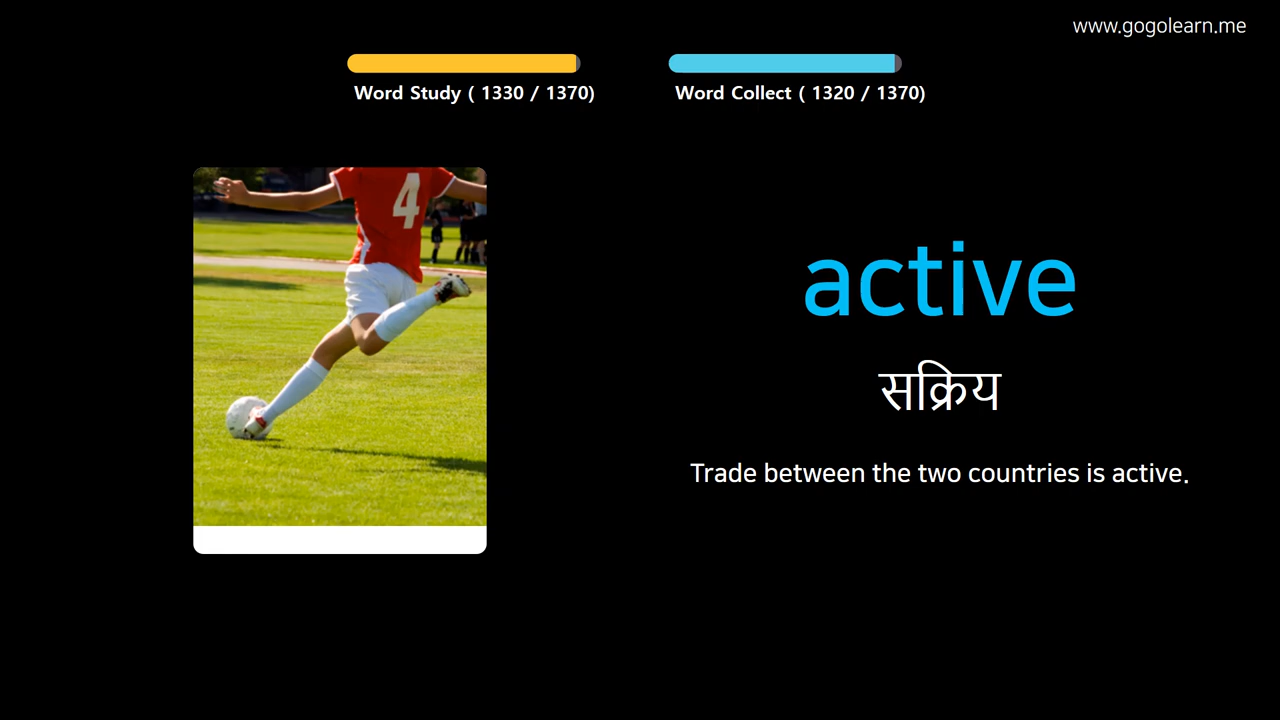 www.gogolearn.me
Word Study ( 1330 / 1370)
Word Collect ( 1320 / 1370)
4
active
सक्रिय
Trade between the two countries is active.